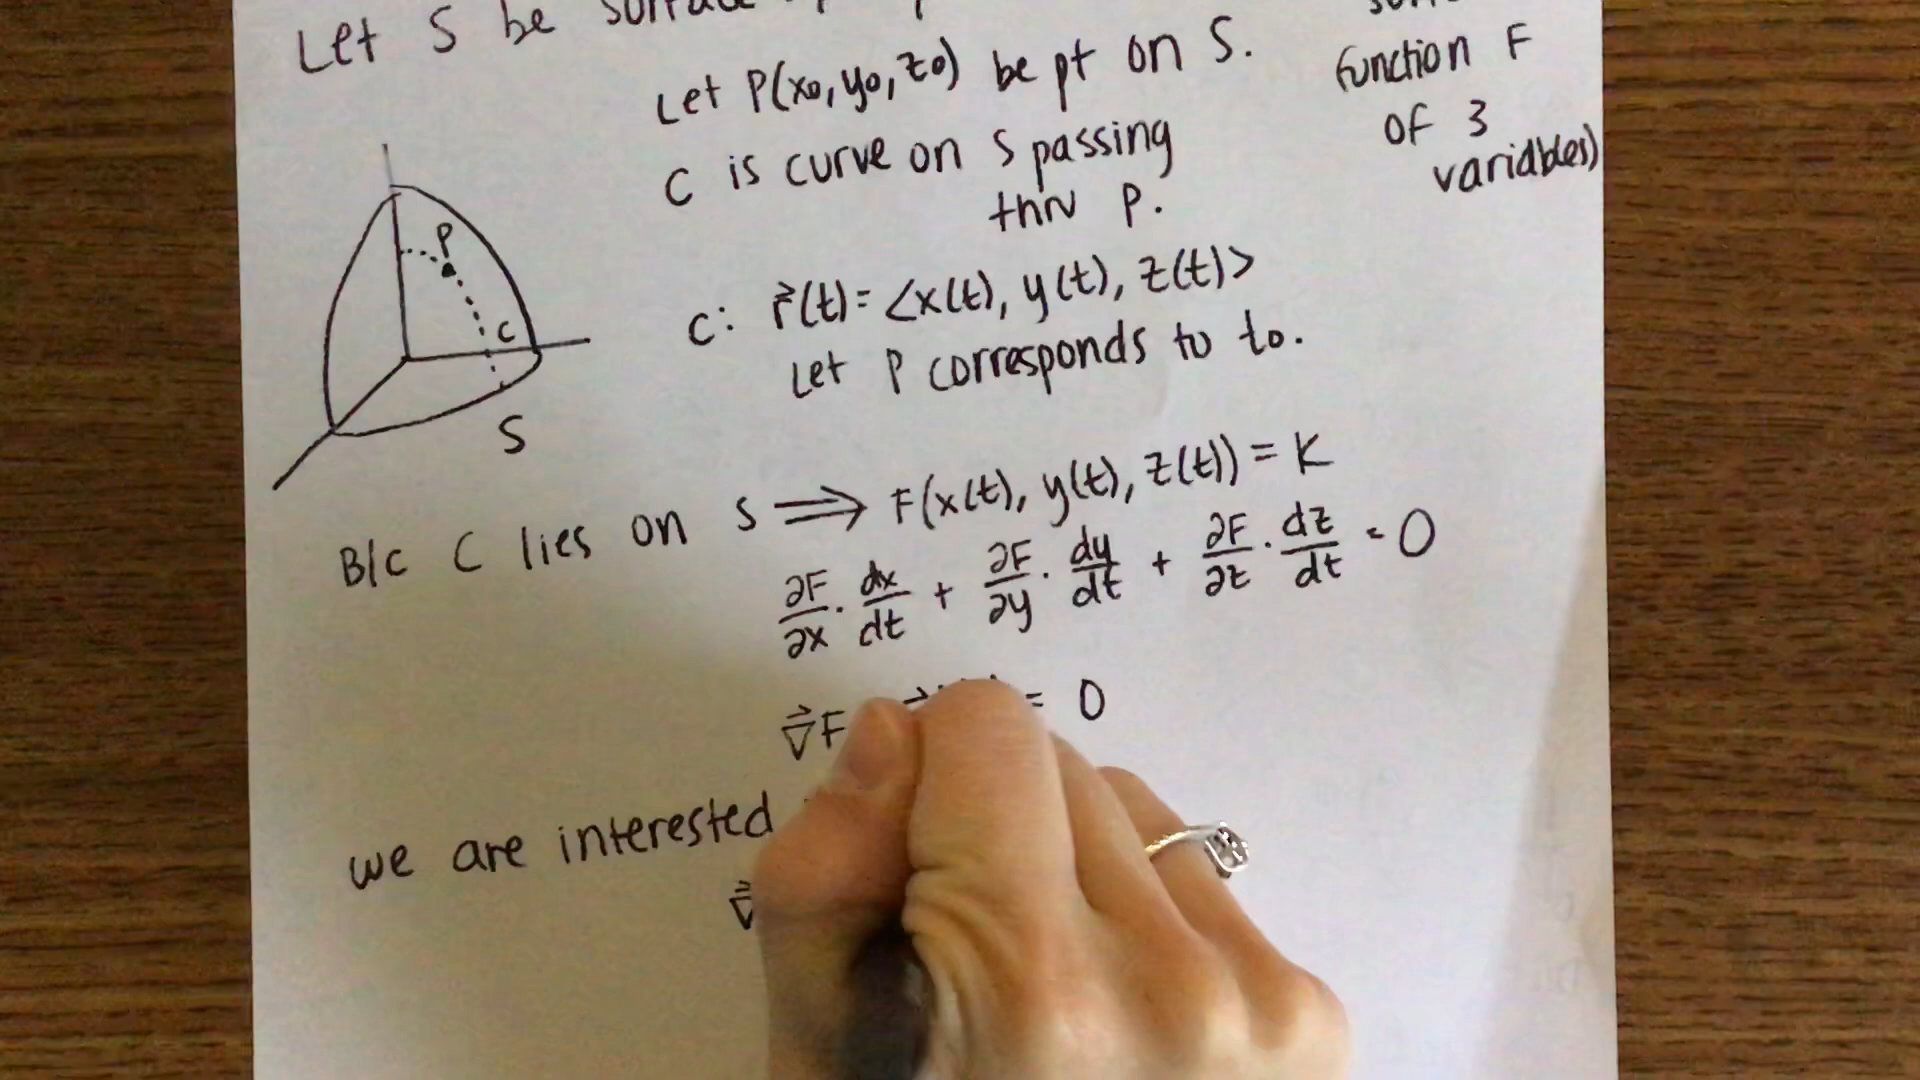 Let S be
Let P(x₀, y₀, z₀) be pt on S.
function F
of 3
variables)
C is curve on S passing
thru P.
P
C
S
C: r⃗(t) = <x(t), y(t), z(t)>
Let P corresponds to t₀.
B/c C lies on S ⟹ F(x(t), y(t), z(t)) = K
∂F/∂x · dx/dt + ∂F/∂y · dy/dt + ∂F/∂z · dz/dt = 0
∇⃗F = 0
we are interested
∇⃗